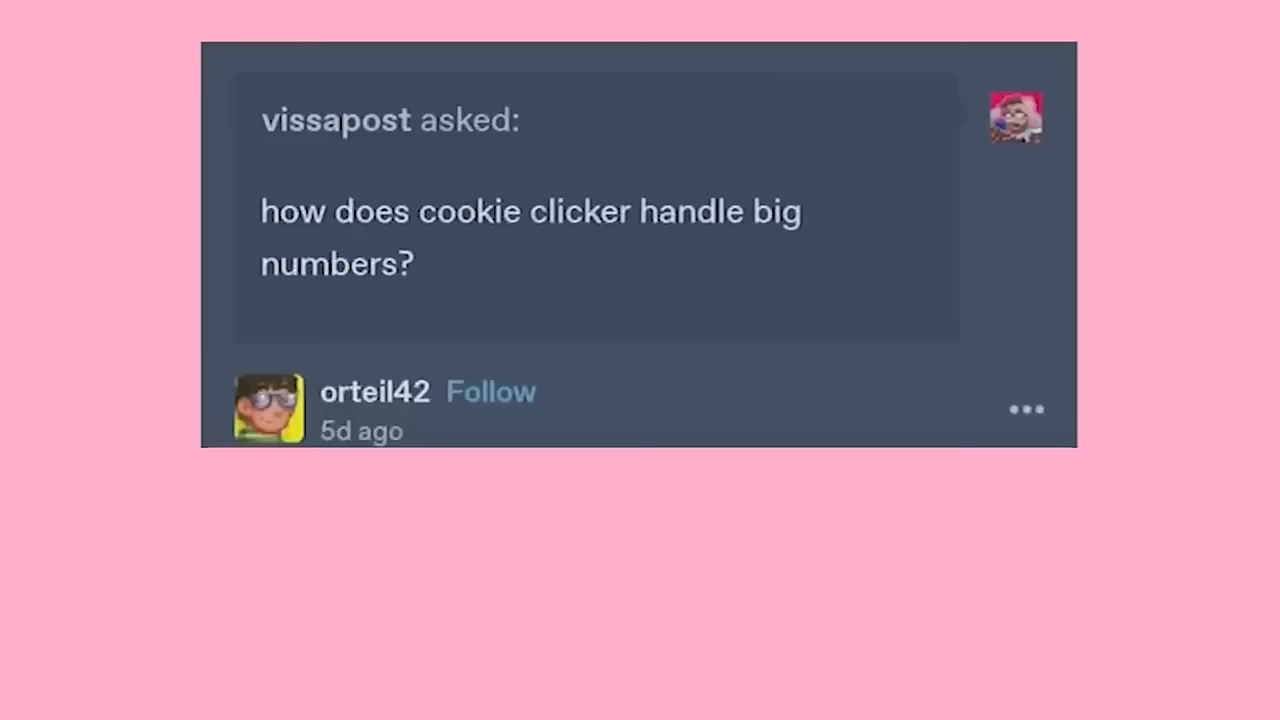 vissapost asked:
how does cookie clicker handle big
numbers?
orteil42 Follow
5d ago